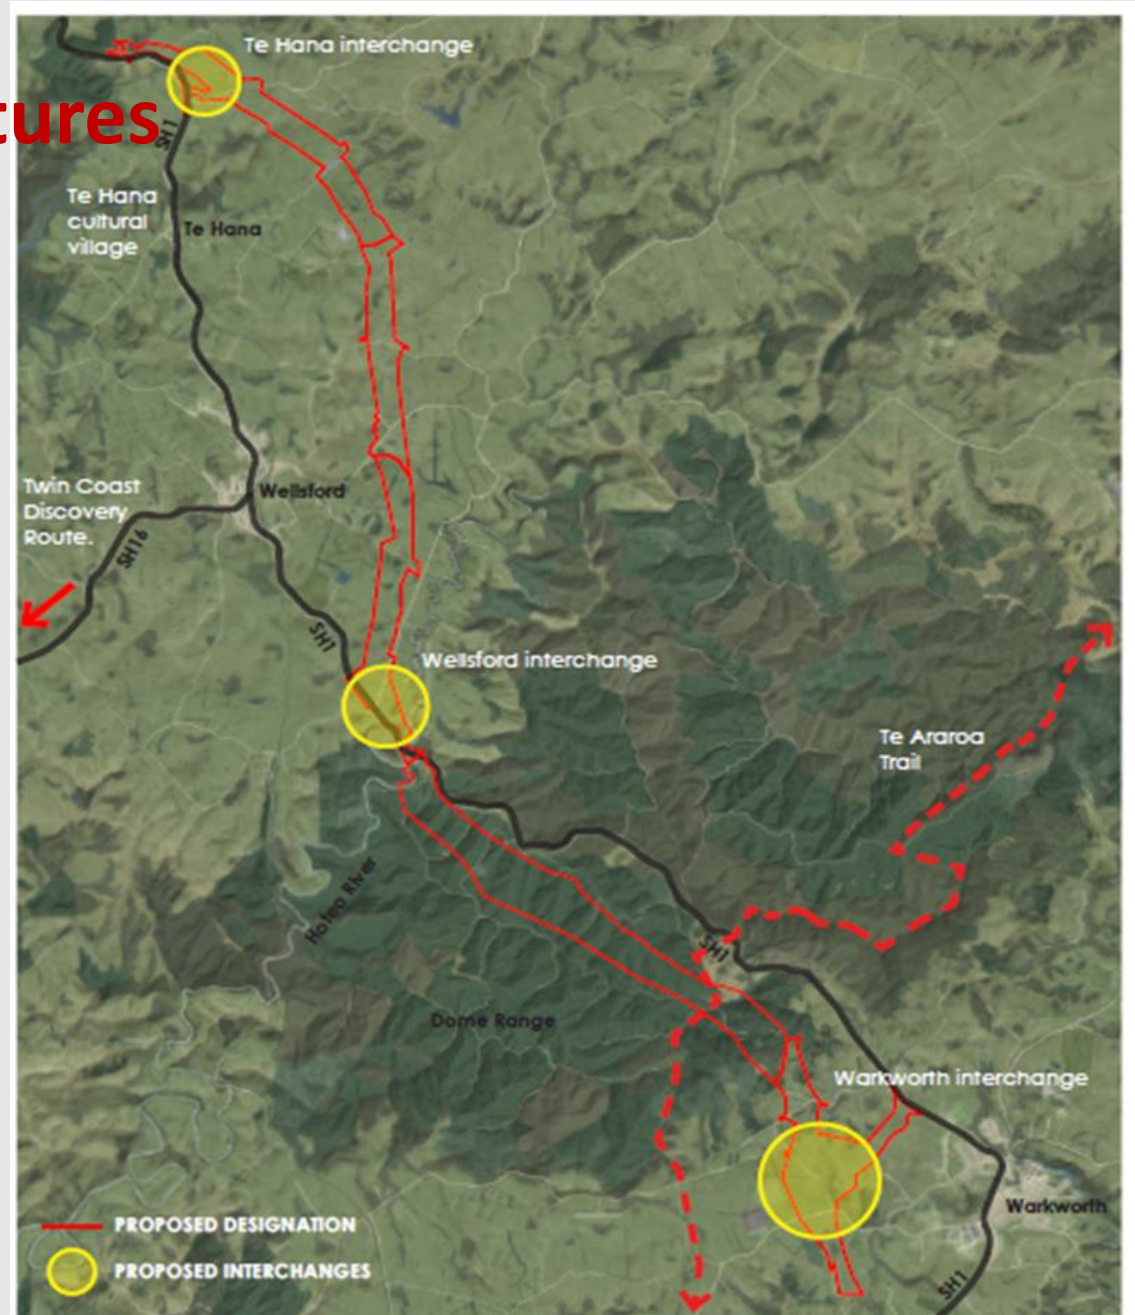 Te Hana interchange
tures
SH1
Te Hana
cultural
village
Te Hana
Twin Coast
Discovery
Route.
Wellsford
SH16
SH1
Wellsford interchange
Te Araroa
Trail
Hoteo River
SH1
Dome Range
Warkworth interchange
Warkworth
SH1
PROPOSED DESIGNATION
PROPOSED INTERCHANGES